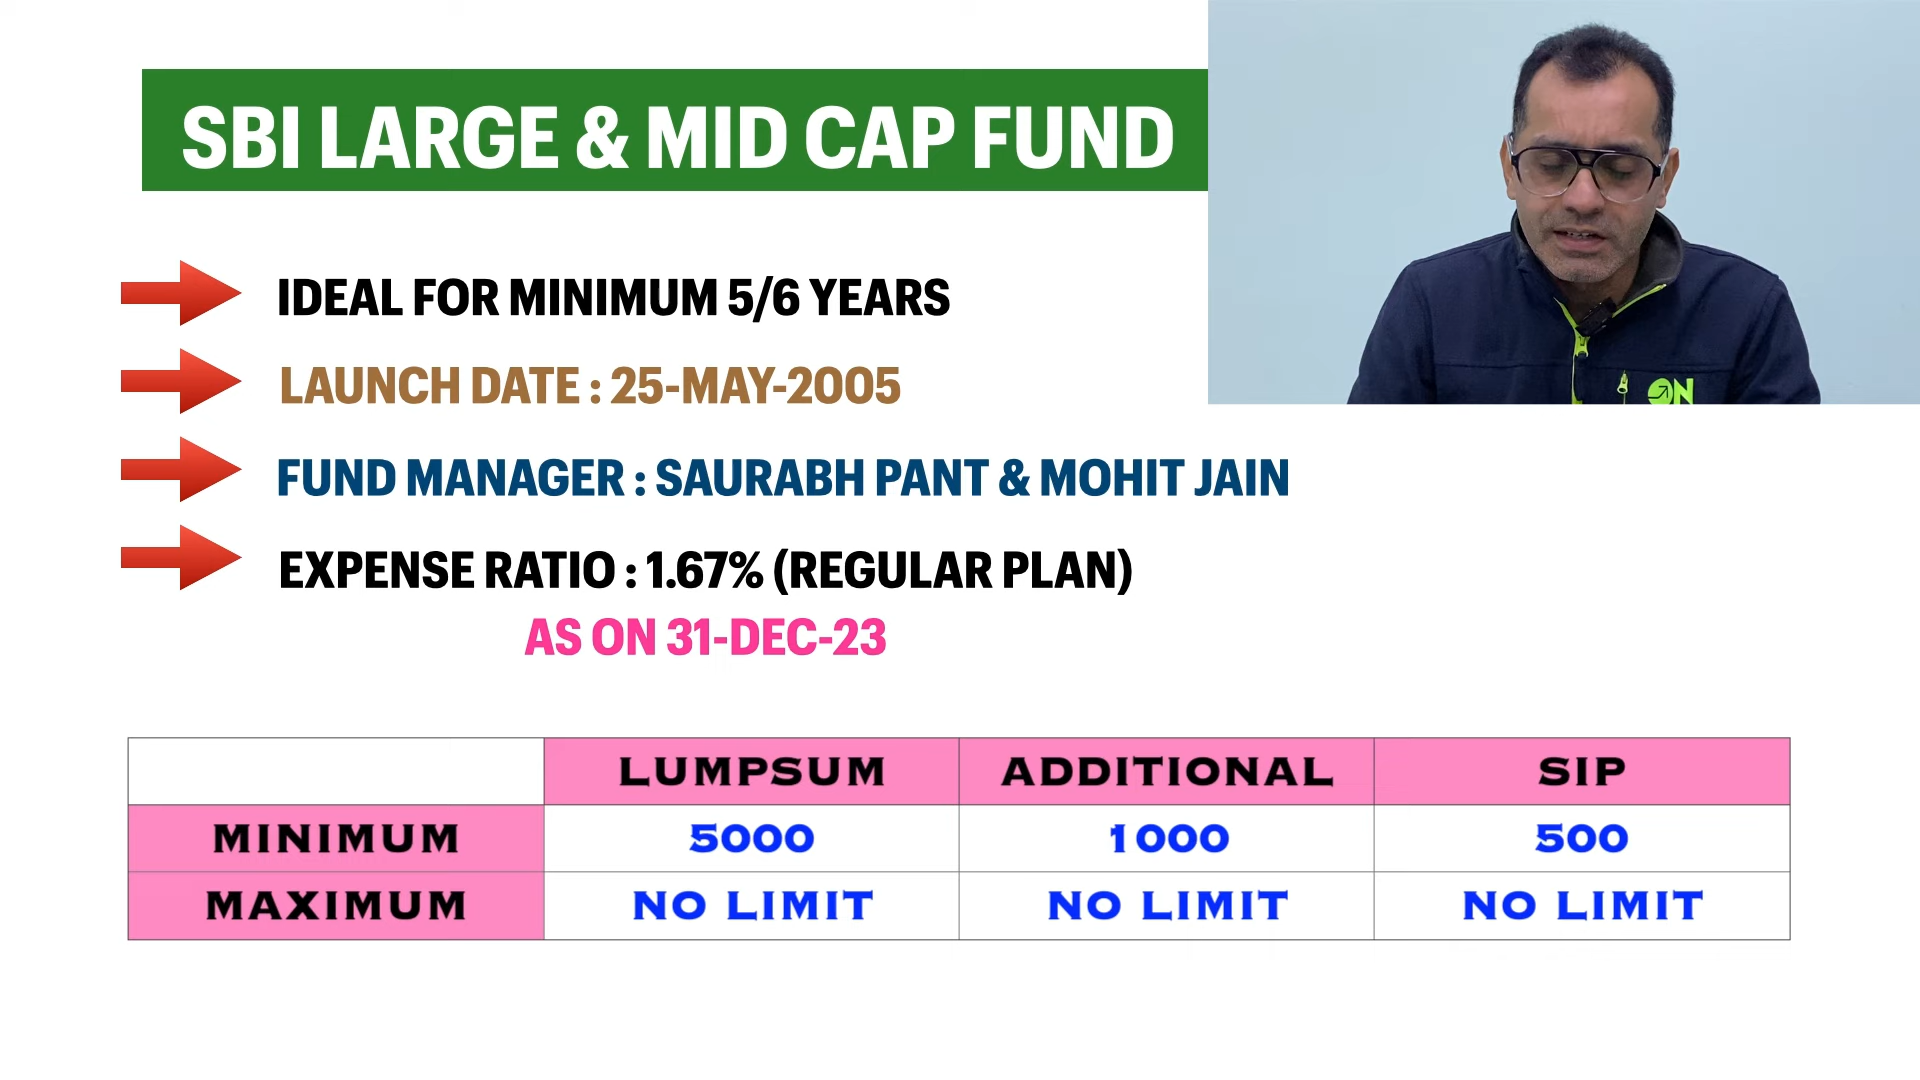 SBI LARGE & MID CAP FUND
IDEAL FOR MINIMUM 5/6 YEARS
LAUNCH DATE : 25-MAY-2005
FUND MANAGER : SAURABH PANT & MOHIT JAIN
EXPENSE RATIO : 1.67% (REGULAR PLAN)
AS ON 31-DEC-23
LUMPSUM ADDITIONAL SIP
MINIMUM 5000 1000 500
MAXIMUM NO LIMIT NO LIMIT NO LIMIT
ON